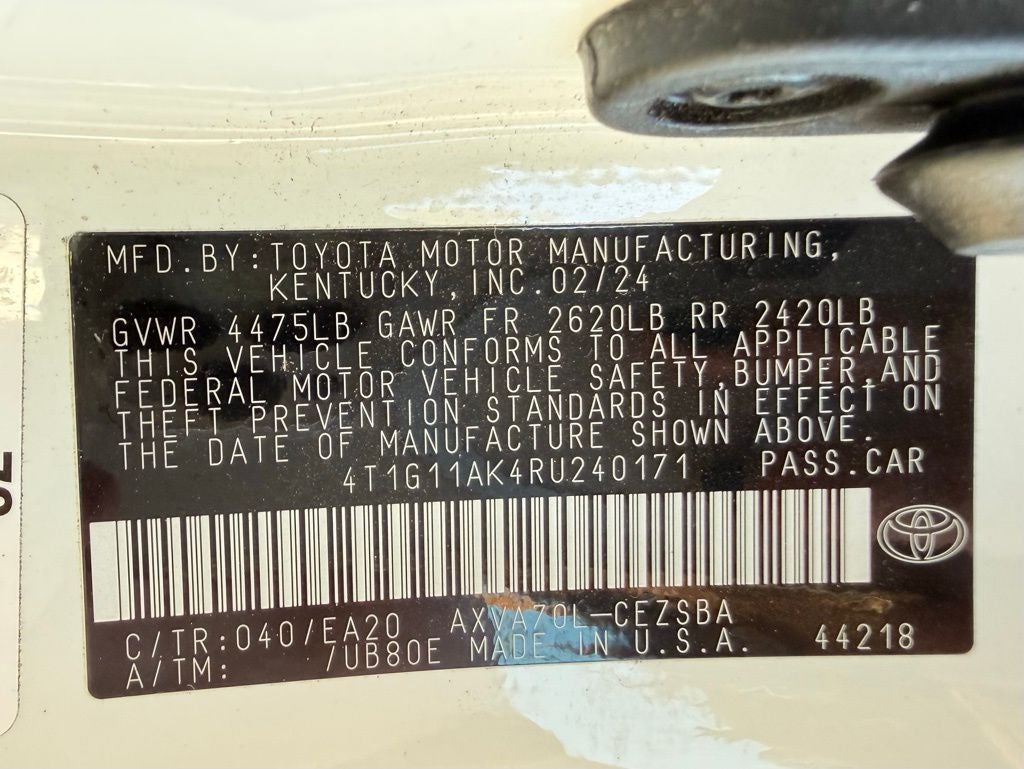 MFD.BY:TOYOTA MOTOR MANUFACTURING,
KENTUCKY,INC.02/24
GVWR 4475LB GAWR FR 2620LB RR 2420LB
THIS VEHICLE CONFORMS TO ALL APPLICABLE
FEDERAL MOTOR VEHICLE SAFETY,BUMPER,AND
THEFT PREVENTION STANDARDS IN EFFECT ON
THE DATE OF MANUFACTURE SHOWN ABOVE.
4T1G11AK4RU240171 PASS.CAR
C/TR:040/EA20 AXVA70L-CEZSBA
A/TM: /UB80E MADE IN U.S.A. 44218